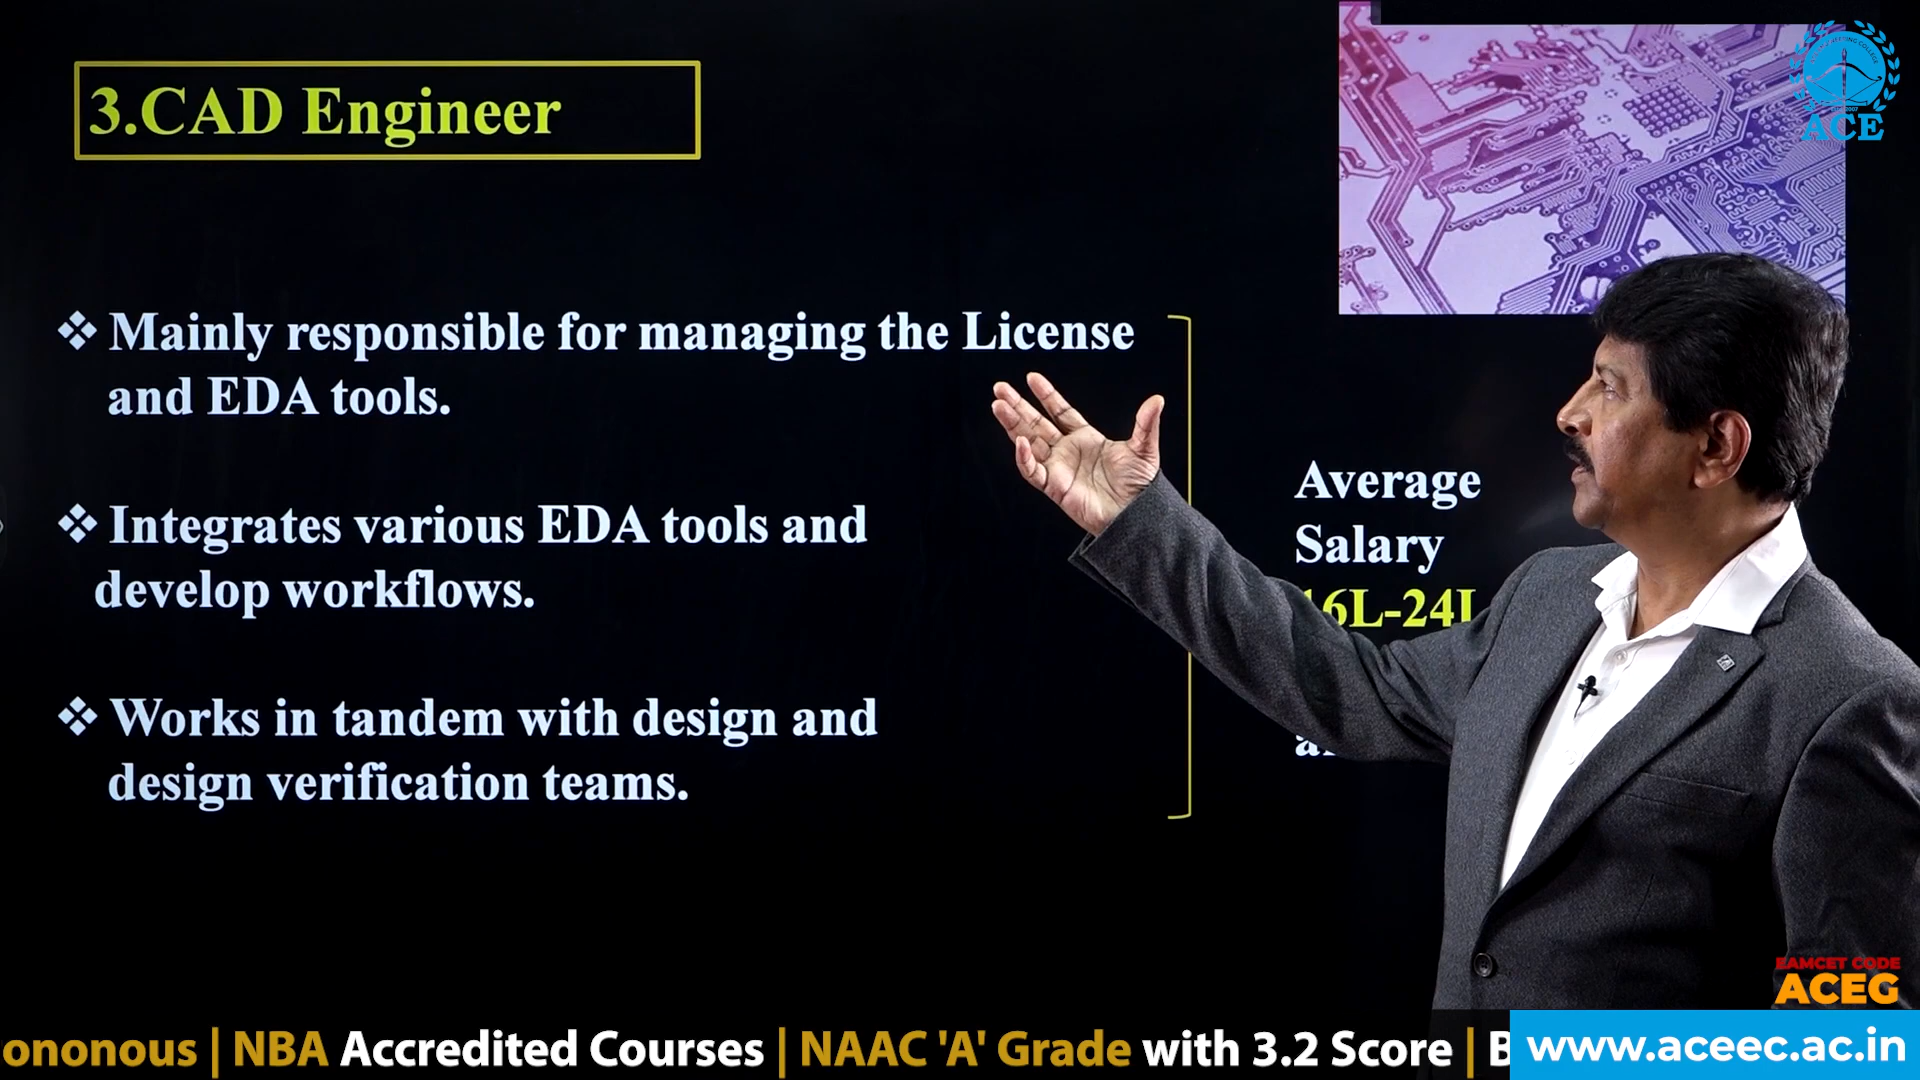 3.CAD Engineer
❖ Mainly responsible for managing the License
and EDA tools.
❖ Integrates various EDA tools and
develop workflows.
❖ Works in tandem with design and
design verification teams.
Average
Salary
16L-24L
ACE
EAMCET CODE
ACEG
ononous | NBA Accredited Courses | NAAC 'A' Grade with 3.2 Score |
www.aceec.ac.in